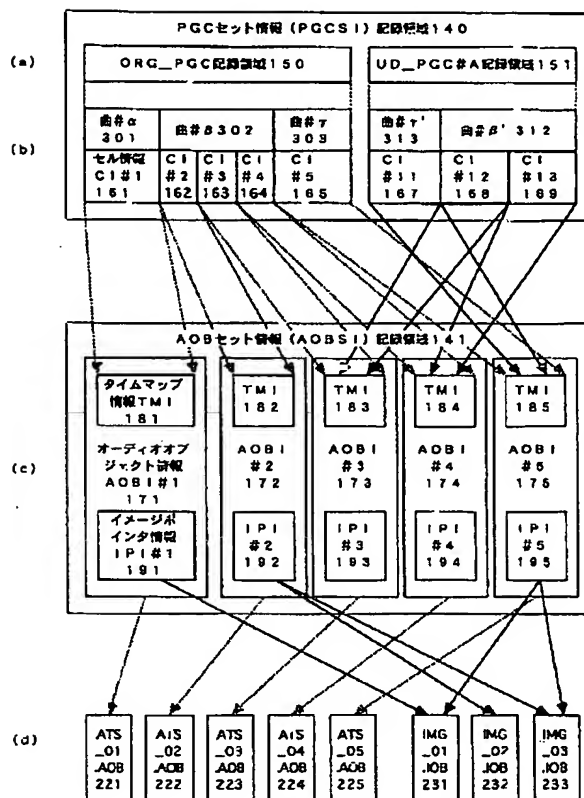 PGCセット情報(PGCSI)記録領域140
(a)
ORG_PGC記録領域150
UD_PGC#A記録領域151
(b)
曲#α
301
曲#β302
曲#γ
303
曲#γ'
313
曲#β'312
セル情報
CI#1
161
CI
#2
162
CI
#3
163
CI
#4
164
CI
#5
165
CI
#11
167
CI
#12
168
CI
#13
169
AOBセット情報(AOBSI)記録領域141
(c)
タイムマップ
情報TMI
181
TMI
182
TMI
183
TMI
184
TMI
185
オーディオオブ
ジェクト情報
AOBI#1
171
AOBI
#2
172
AOBI
#3
173
AOBI
#4
174
AOBI
#5
175
イメージポ
インタ情報
IPI#1
191
IPI
#2
192
IPI
#3
193
IPI
#4
194
IPI
#5
195
(d)
ATS
_01
.AOB
221
ATS
_02
.AOB
222
ATS
_03
.AOB
223
ATS
_04
.AOB
224
ATS
_05
.AOB
225
IMG
_01
.IOB
231
IMG
_02
.IOB
232
IMG
_03
.IOB
233